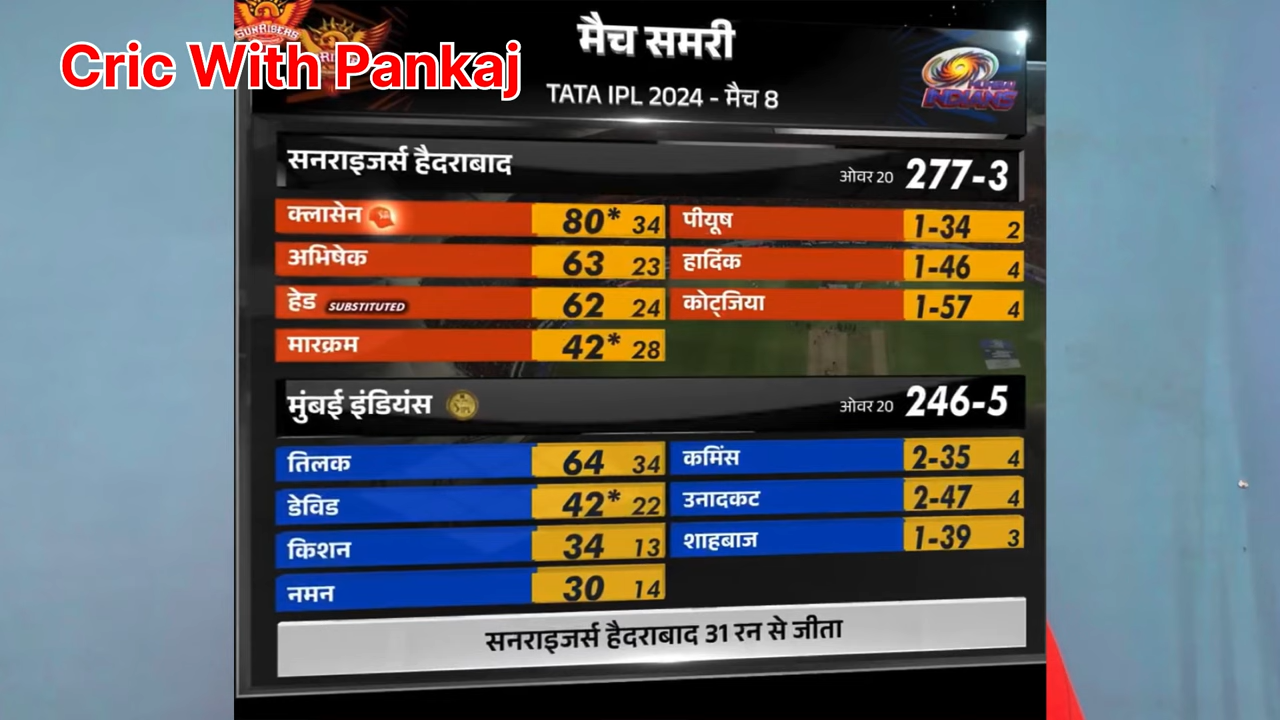 SUNRISERS
Cric With Pankaj
मैच समरी
TATA IPL 2024 - मैच 8
INDIANS
सनराइजर्स हैदराबाद ओवर 20 277-3
क्लासेन 80* 34 पीयूष 1-34 2
अभिषेक 63 23 हार्दिक 1-46 4
हेड SUBSTITUTED 62 24 कोट्जिया 1-57 4
मारक्रम 42* 28
मुंबई इंडियंस ओवर 20 246-5
तिलक 64 34 कमिंस 2-35 4
डेविड 42* 22 उनादकट 2-47 4
किशन 34 13 शाहबाज 1-39 3
नमन 30 14
सनराइजर्स हैदराबाद 31 रन से जीता